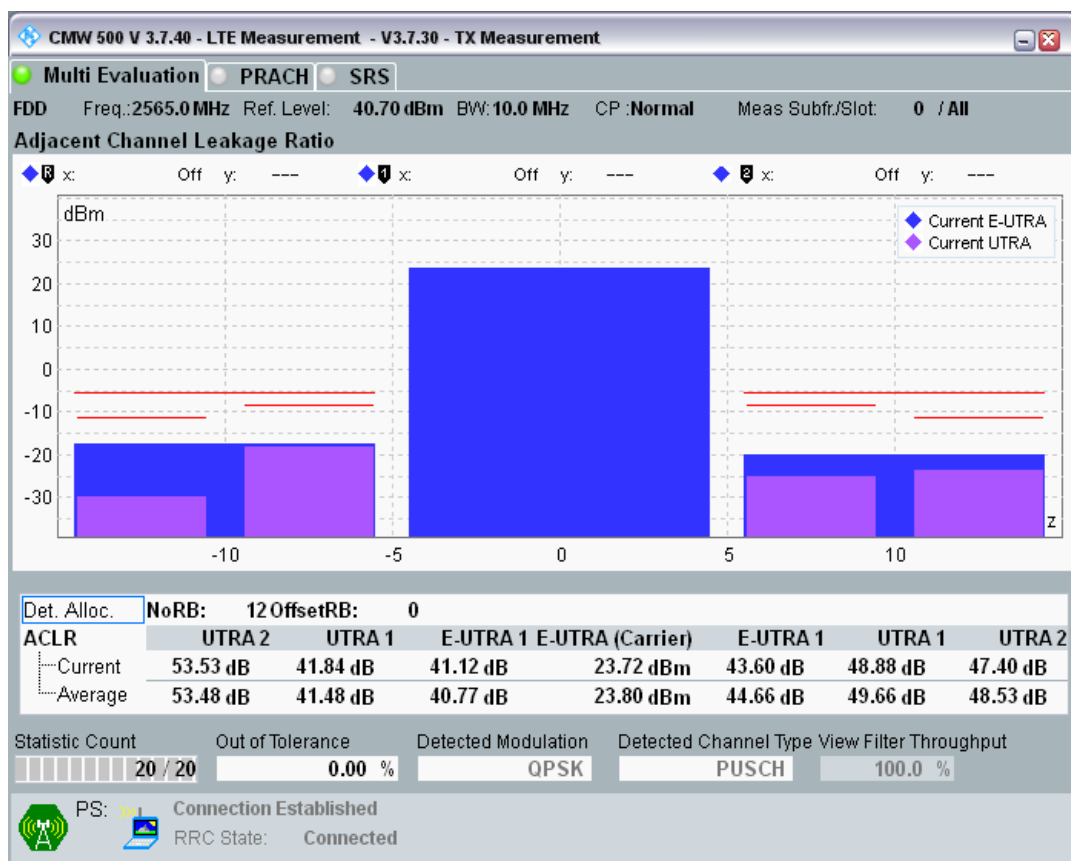 CMW 500 V 3.7.40 - LTE Measurement - V3.7.30 - TX Measurement
Multi Evaluation PRACH SRS
FDD Freq.:2565.0 MHz Ref. Level: 40.70 dBm BW:10.0 MHz CP :Normal Meas Subfr./Slot: 0 / All
Adjacent Channel Leakage Ratio
R x: Off y: --- 1 x: Off y: --- 2 x: Off y: ---
dBm
Current E-UTRA
Current UTRA
30
20
10
0
-10
-20
-30
z
-10 -5 0 5 10
Det. Alloc. NoRB: 12 OffsetRB: 0
ACLR UTRA 2 UTRA 1 E-UTRA 1 E-UTRA (Carrier) E-UTRA 1 UTRA 1 UTRA 2
Current 53.53 dB 41.84 dB 41.12 dB 23.72 dBm 43.60 dB 48.88 dB 47.40 dB
Average 53.48 dB 41.48 dB 40.77 dB 23.80 dBm 44.66 dB 49.66 dB 48.53 dB
Statistic Count Out of Tolerance Detected Modulation Detected Channel Type View Filter Throughput
20 / 20 0.00 % QPSK PUSCH 100.0 %
PS: Connection Established
RRC State: Connected